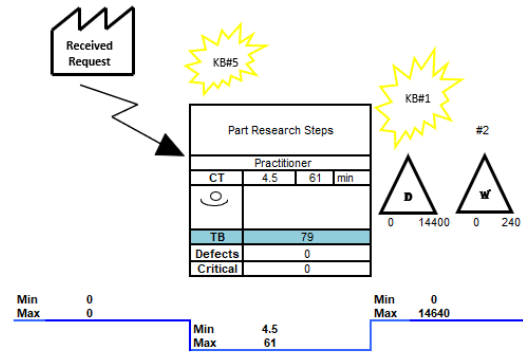 Received
Request
KB#5
KB#1
#2
Part Research Steps
Practitioner
CT 4.5 61 min
D
W
0 14400 0 240
TB 79
Defects 0
Critical 0
Min 0
Max 0
Min 4.5
Max 61
Min 0
Max 14640